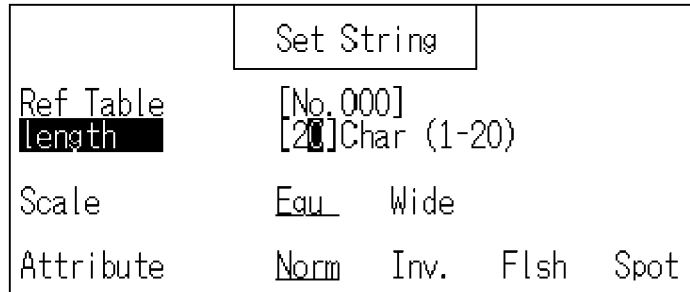 Set String
Ref Table [No.000]
length [20]Char (1-20)
Scale Equ Wide
Attribute Norm Inv. Flsh Spot